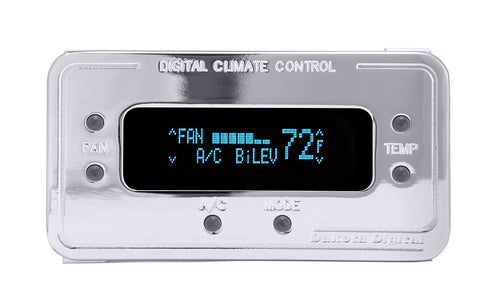 DIGITAL CLIMATE CONTROL
^FAN 72^F
A/C BiLEV
FAN
TEMP
A/C MODE
Dakota Digital